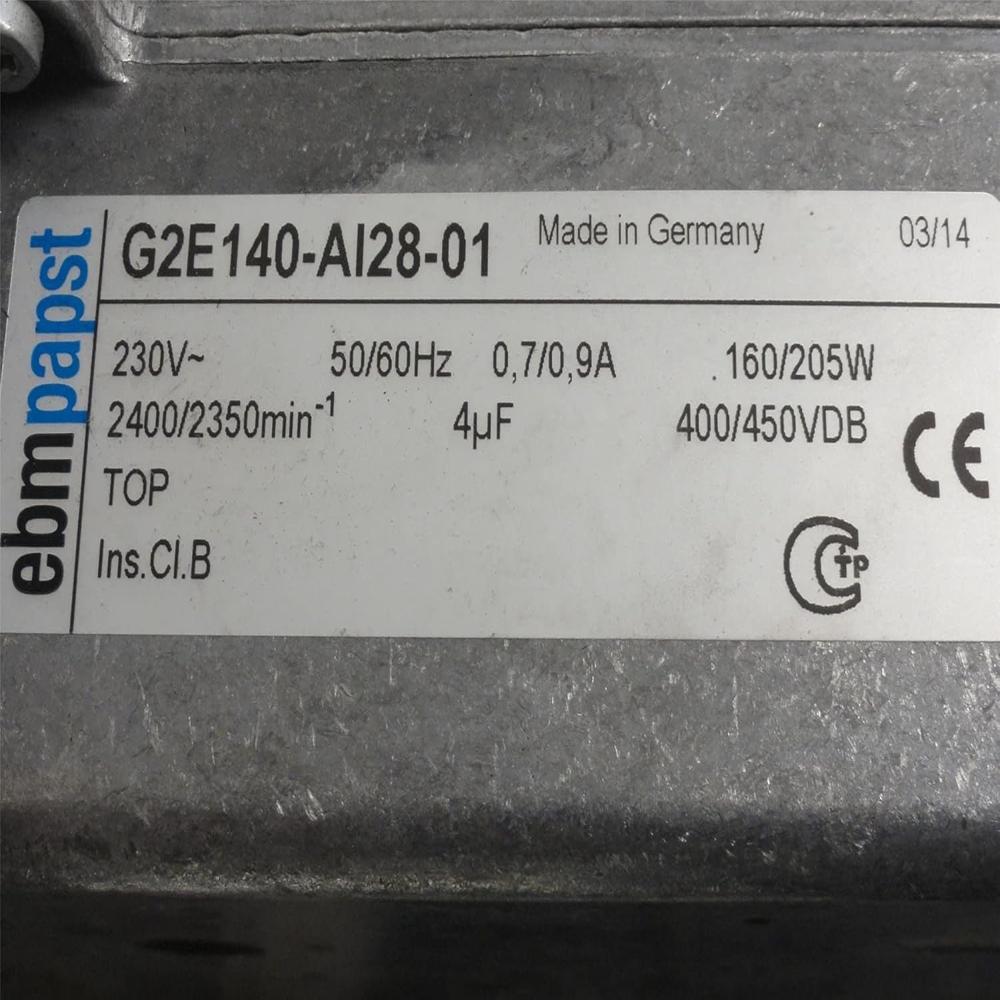 ebmpapst
G2E140-AI28-01 Made in Germany 03/14
230V~ 50/60Hz 0,7/0,9A 160/205W
2400/2350min⁻¹ 4µF 400/450VDB
TOP
Ins.Cl.B
CE